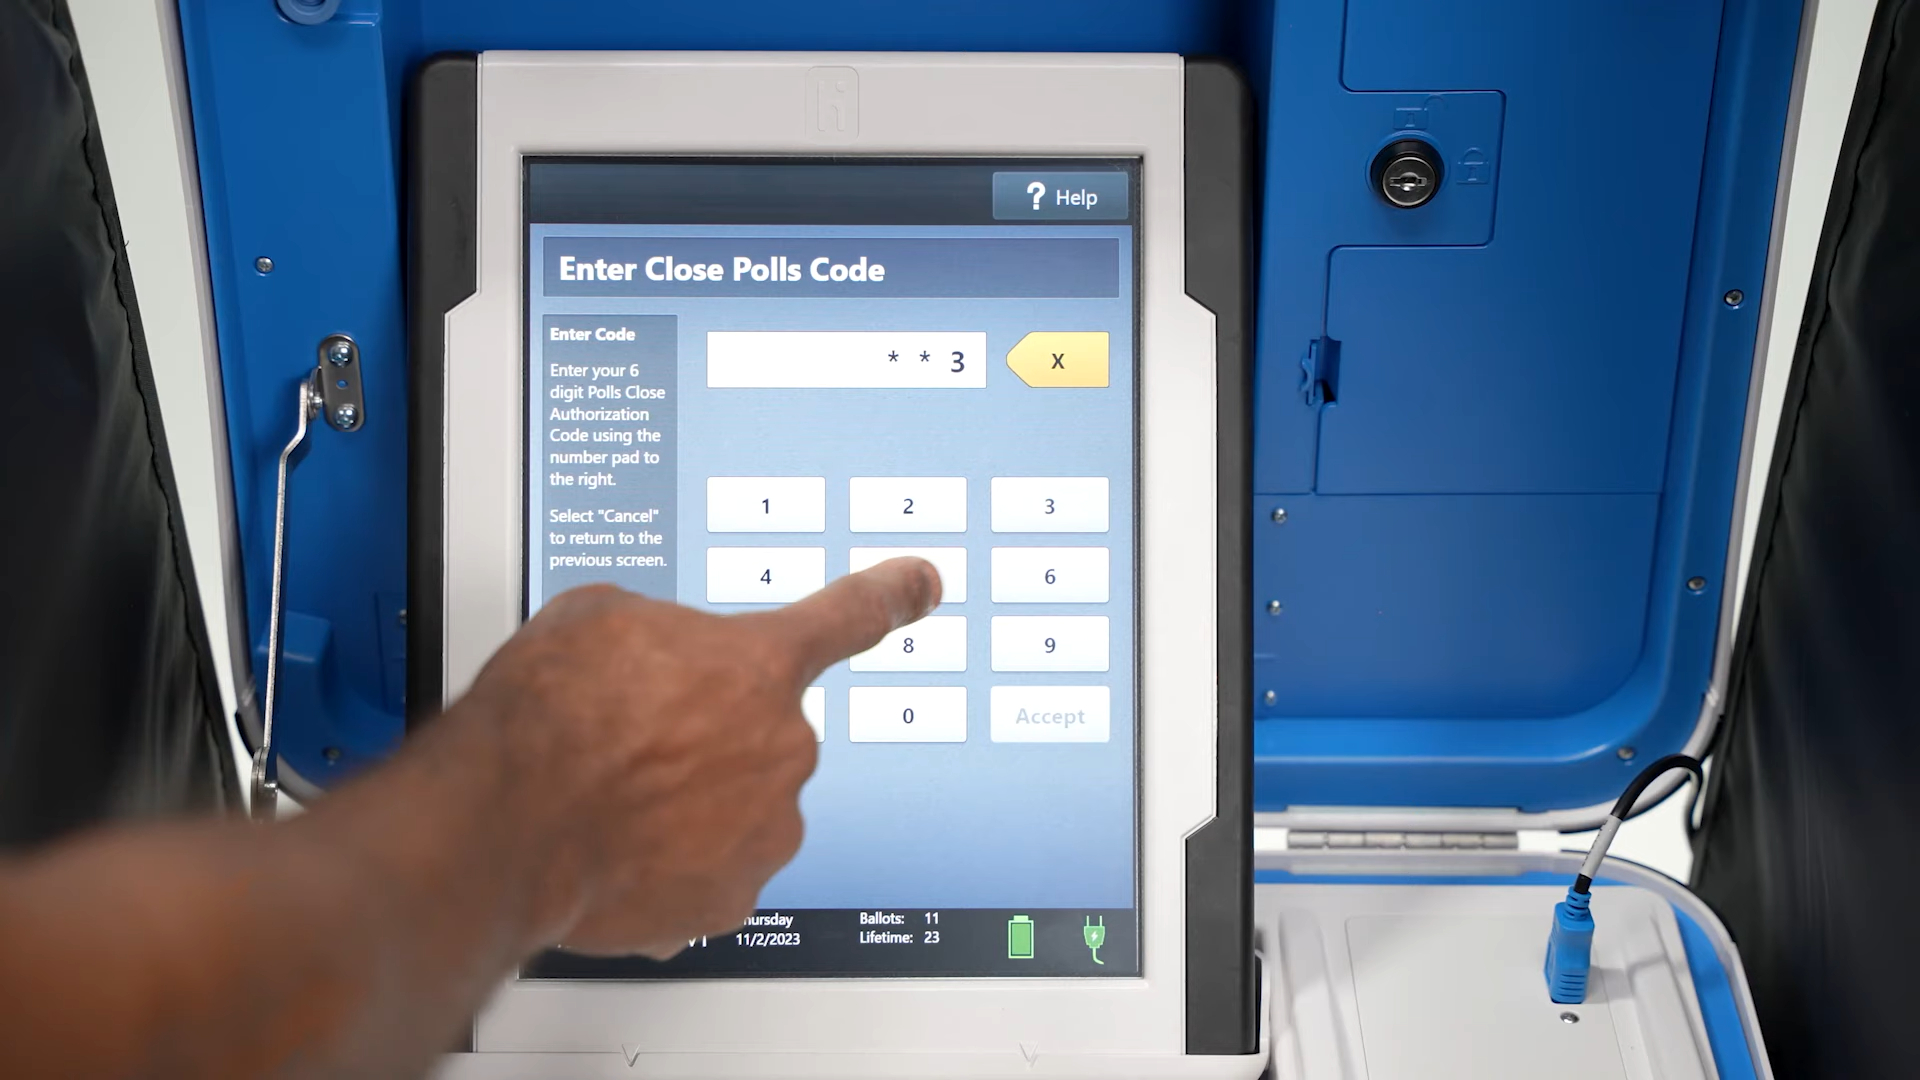 ? Help
Enter Close Polls Code
Enter Code
Enter your 6
digit Polls Close
Authorization
Code using the
number pad to
the right.
Select "Cancel"
to return to the
previous screen.
* * 3
X
1 2 3
4 6
8 9
0 Accept
11/2/2023
Ballots: 11
Lifetime: 23